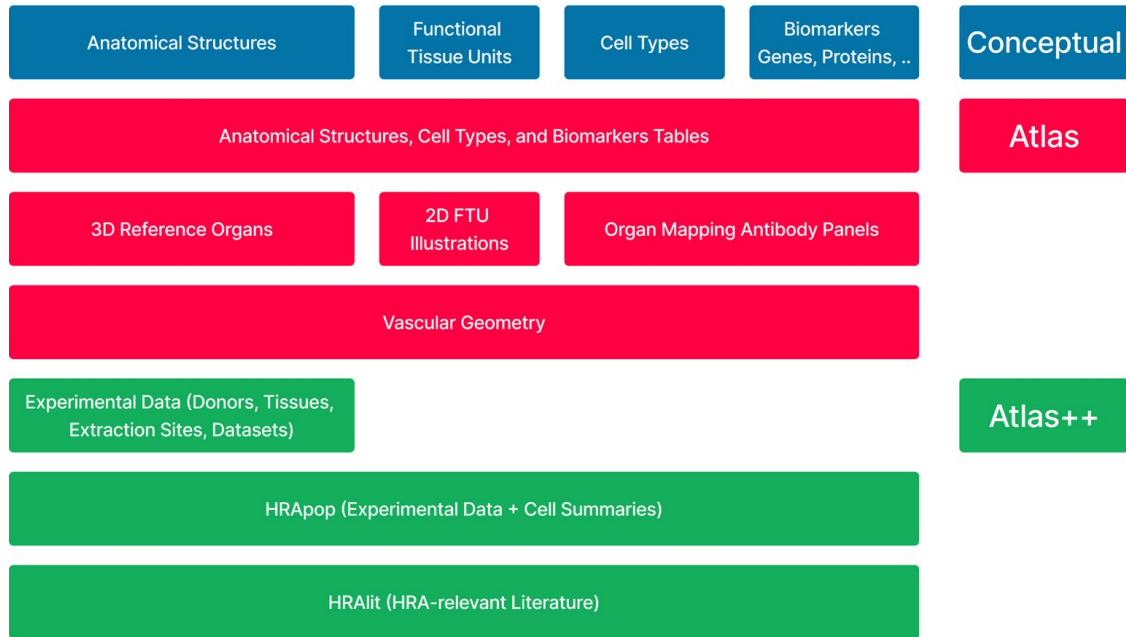 Anatomical Structures
Functional
Tissue Units
Cell Types
Biomarkers
Genes, Proteins, ..
Conceptual
Anatomical Structures, Cell Types, and Biomarkers Tables
Atlas
3D Reference Organs
2D FTU
Illustrations
Organ Mapping Antibody Panels
Vascular Geometry
Experimental Data (Donors, Tissues,
Extraction Sites, Datasets)
Atlas++
HRApop (Experimental Data + Cell Summaries)
HRAlit (HRA-relevant Literature)